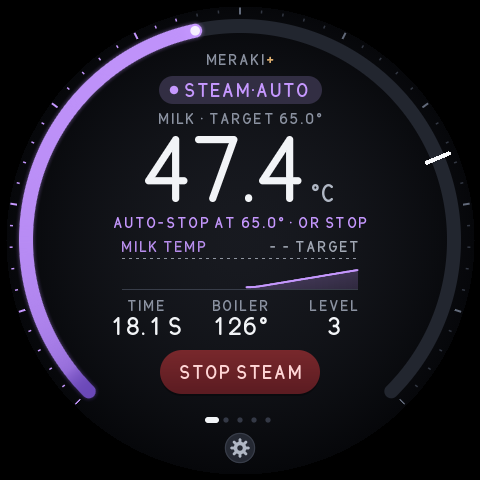 MERAKI+
STEAM·AUTO
MILK · TARGET 65.0°
47.4 °C
AUTO-STOP AT 65.0° · OR STOP
MILK TEMP -- TARGET
TIME BOILER LEVEL
18.1 S 126° 3
STOP STEAM